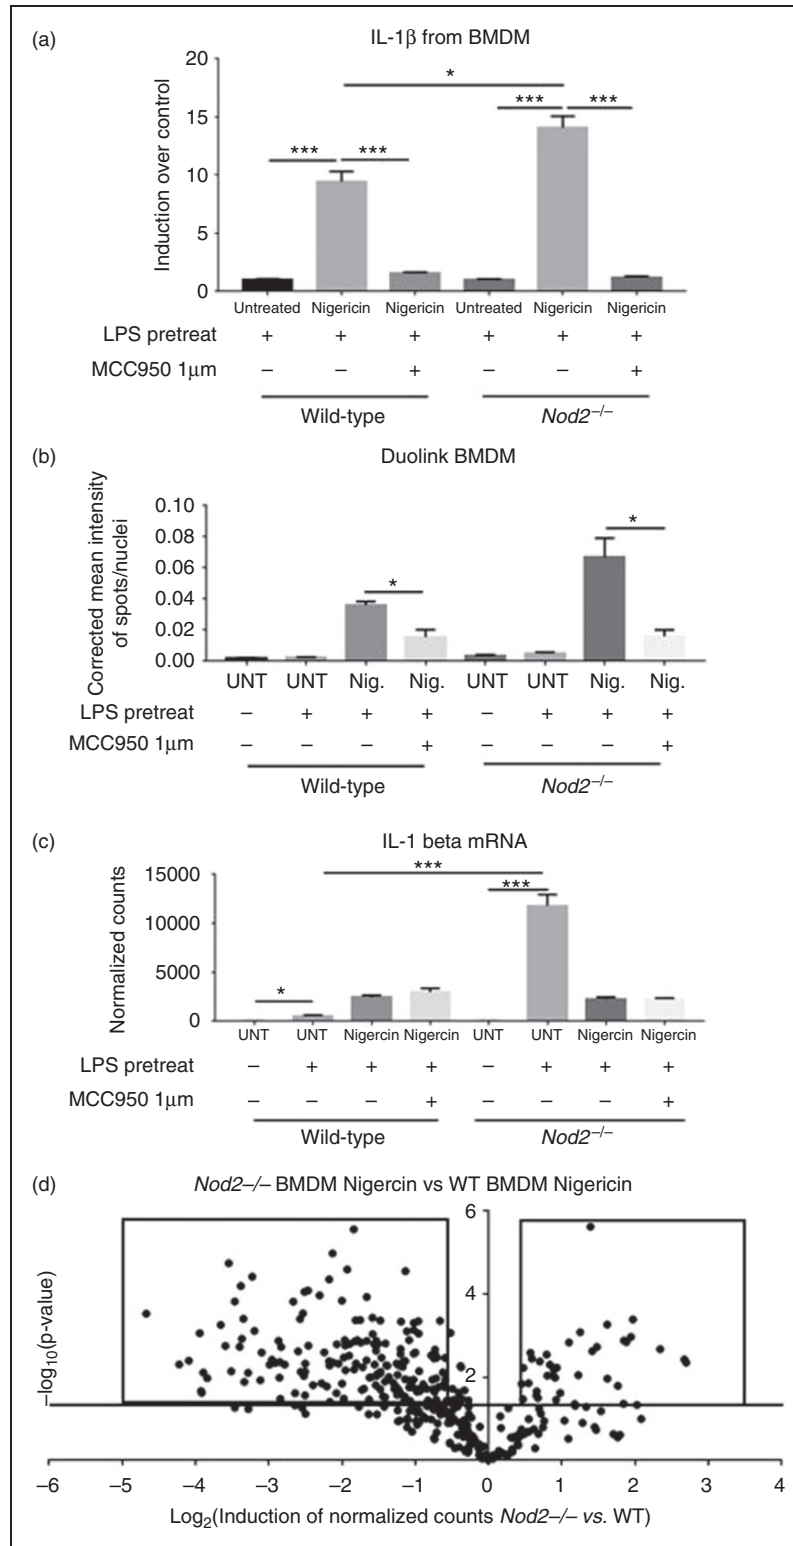 (a) IL-1β from BMDM
Induction over control
20
15
10
5
0
*
*** ***
*** ***
Untreated Nigericin Nigericin Untreated Nigericin Nigericin
LPS pretreat + + + + + +
MCC950 1μm – – + – – +
Wild-type Nod2–/–
(b) Duolink BMDM
Corrected mean intensity
of spots/nuclei
0.10
0.08
0.06
0.04
0.02
0.00
* *
UNT UNT Nig. Nig. UNT UNT Nig. Nig.
LPS pretreat – + + + – + + +
MCC950 1μm – – – + – – – +
Wild-type Nod2–/–
(c) IL-1 beta mRNA
Normalized counts
15000
10000
5000
0
***
***
*
UNT UNT Nigercin Nigercin UNT UNT Nigercin Nigercin
LPS pretreat – + + + – + + +
MCC950 1μm – – – + – – – +
Wild-type Nod2–/–
(d) Nod2–/– BMDM Nigercin vs WT BMDM Nigericin
–log10(p-value)
6
4
2
–6 –5 –4 –3 –2 –1 0 1 2 3 4
Log2(Induction of normalized counts Nod2–/– vs. WT)